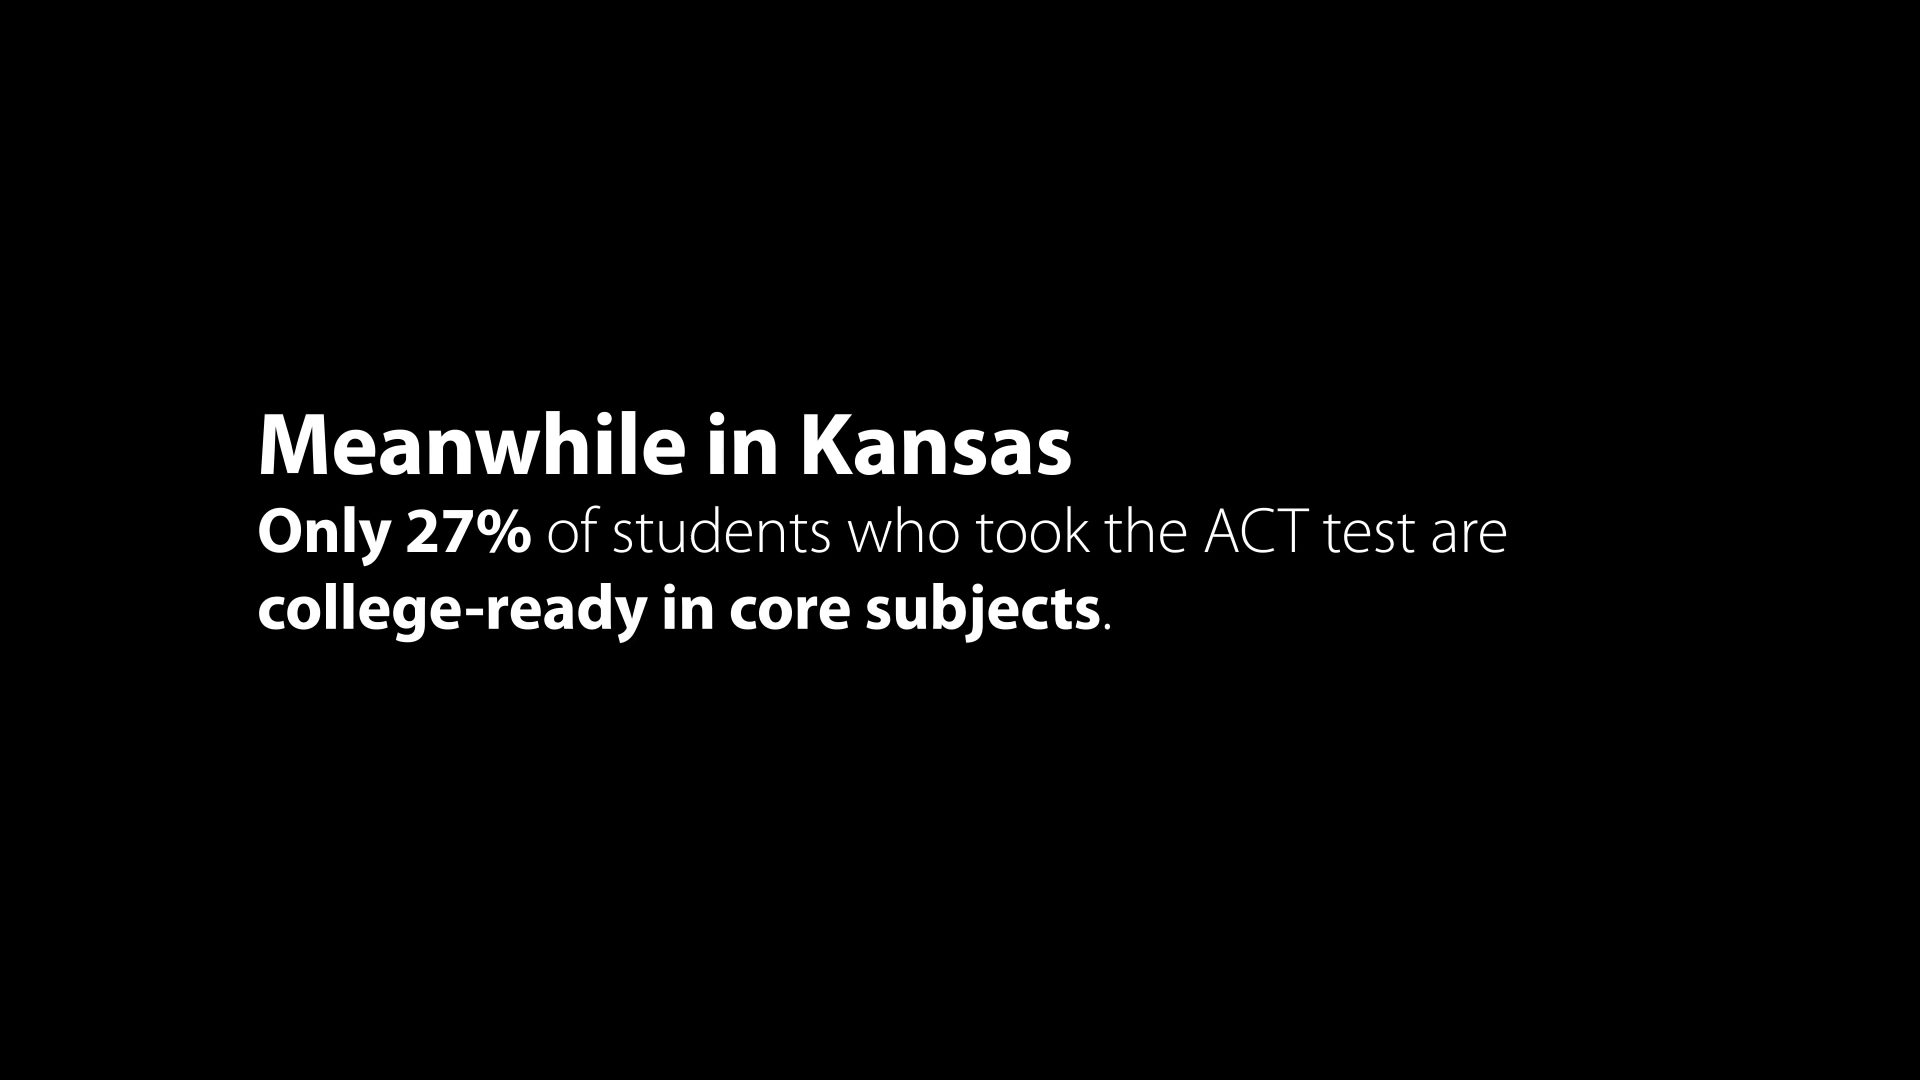 Meanwhile in Kansas
Only 27% of students who took the ACT test are
college-ready in core subjects.